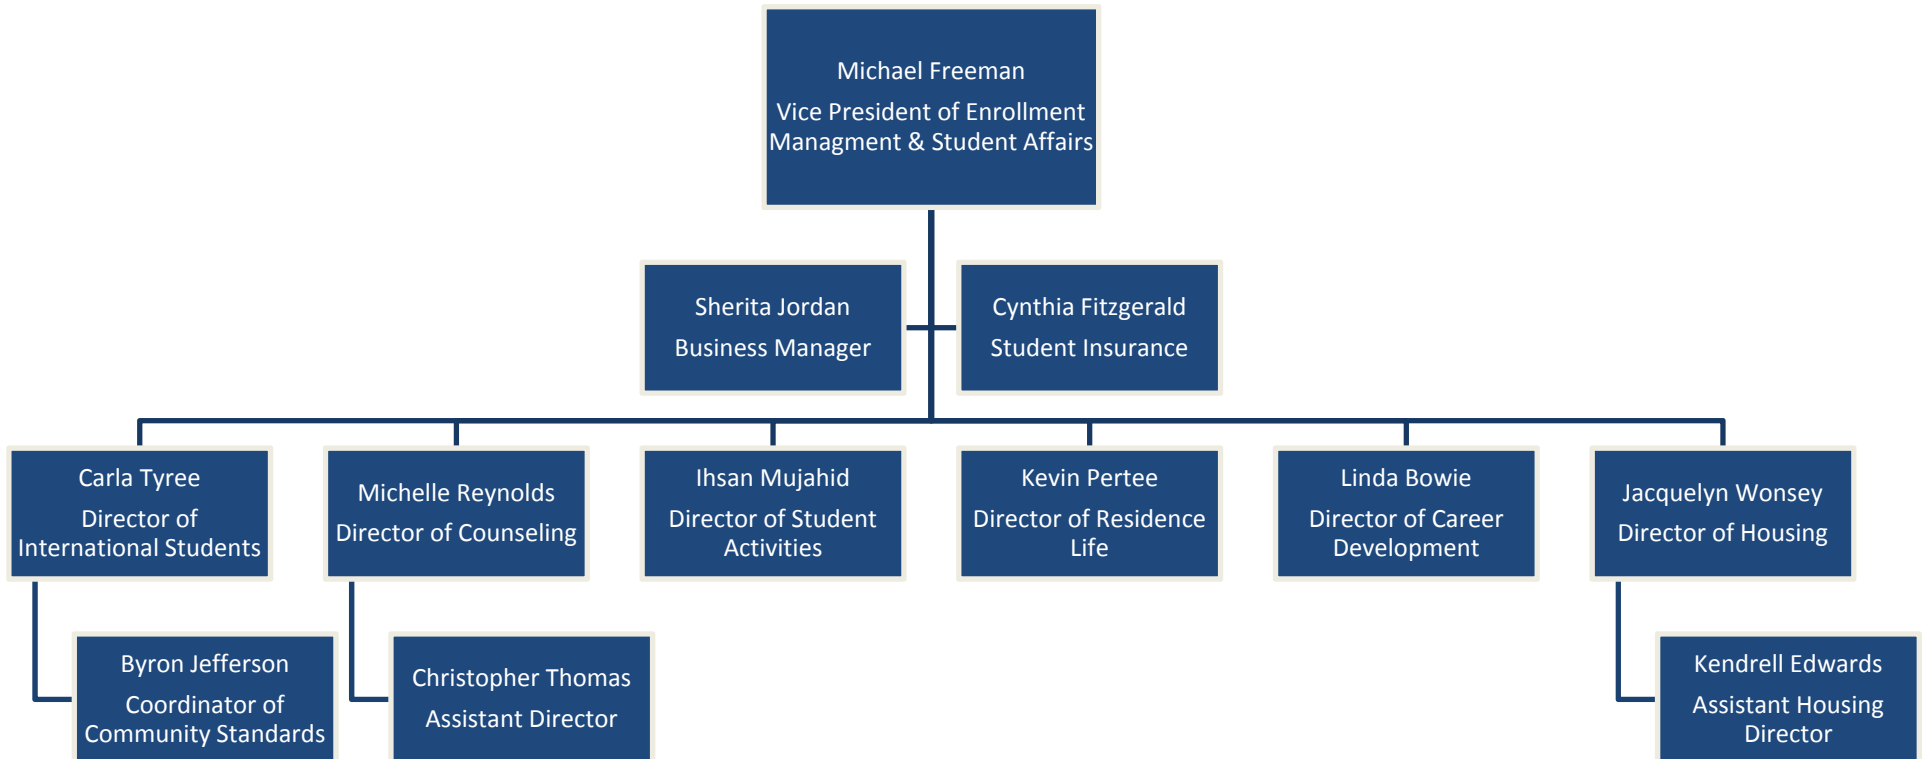 Michael Freeman
Vice President of Enrollment
Managment & Student Affairs
Sherita Jordan
Business Manager
Cynthia Fitzgerald
Student Insurance
Carla Tyree
Director of
International Students
Michelle Reynolds
Director of Counseling
Ihsan Mujahid
Director of Student
Activities
Kevin Pertee
Director of Residence
Life
Linda Bowie
Director of Career
Development
Jacquelyn Wonsey
Director of Housing
Byron Jefferson
Coordinator of
Community Standards
Christopher Thomas
Assistant Director
Kendrell Edwards
Assistant Housing
Director